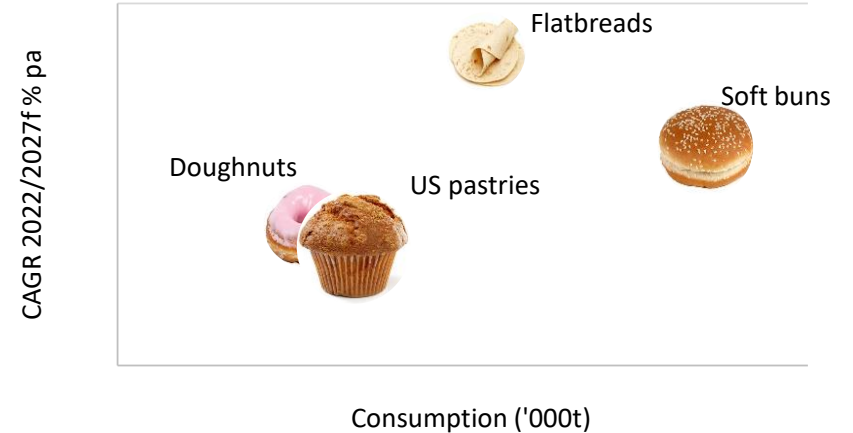 Flatbreads
Soft buns
Doughnuts
US pastries
CAGR 2022/2027f % pa
Consumption ('000t)